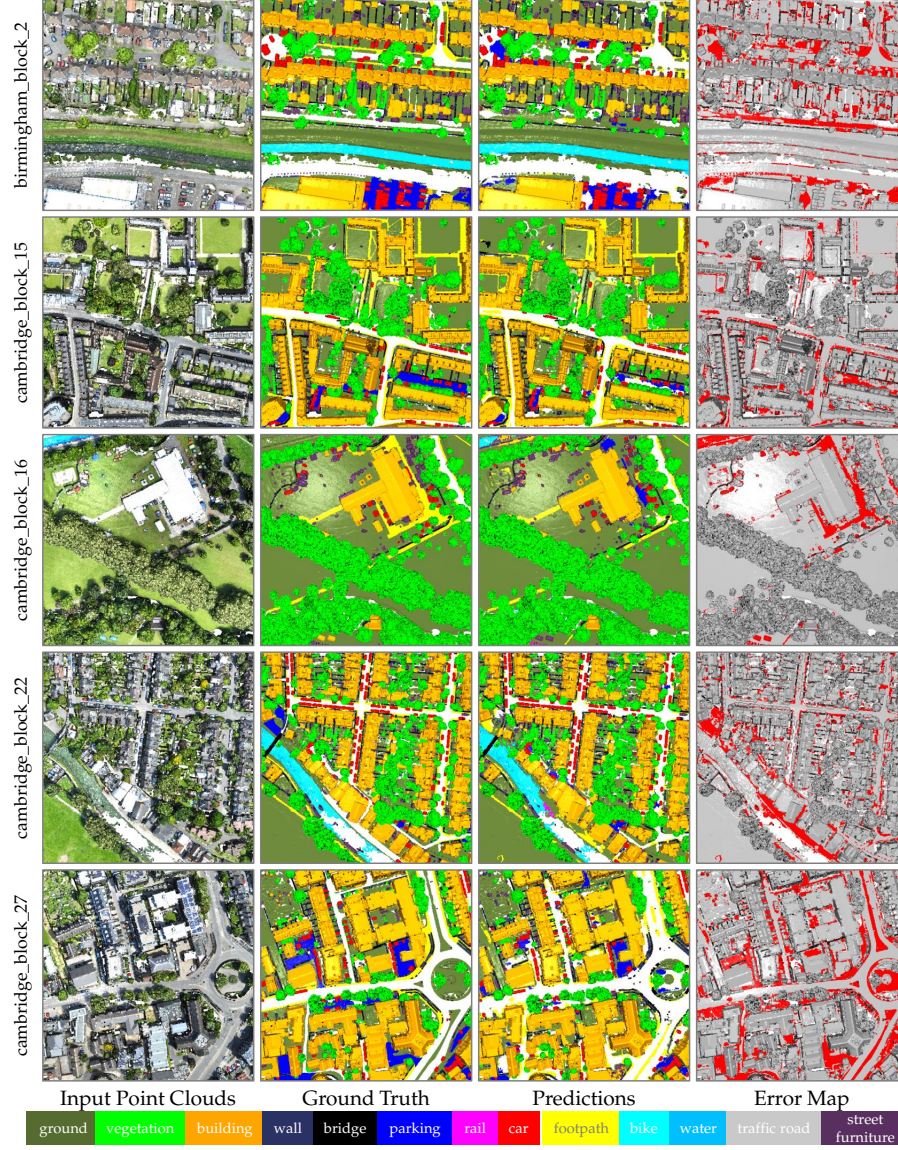 birmingham_block_2
cambridge_block_15
cambridge_block_16
cambridge_block_22
cambridge_block_27
Input Point Clouds Ground Truth Predictions Error Map
ground vegetation building wall bridge parking rail car footpath bike water traffic road street
furniture